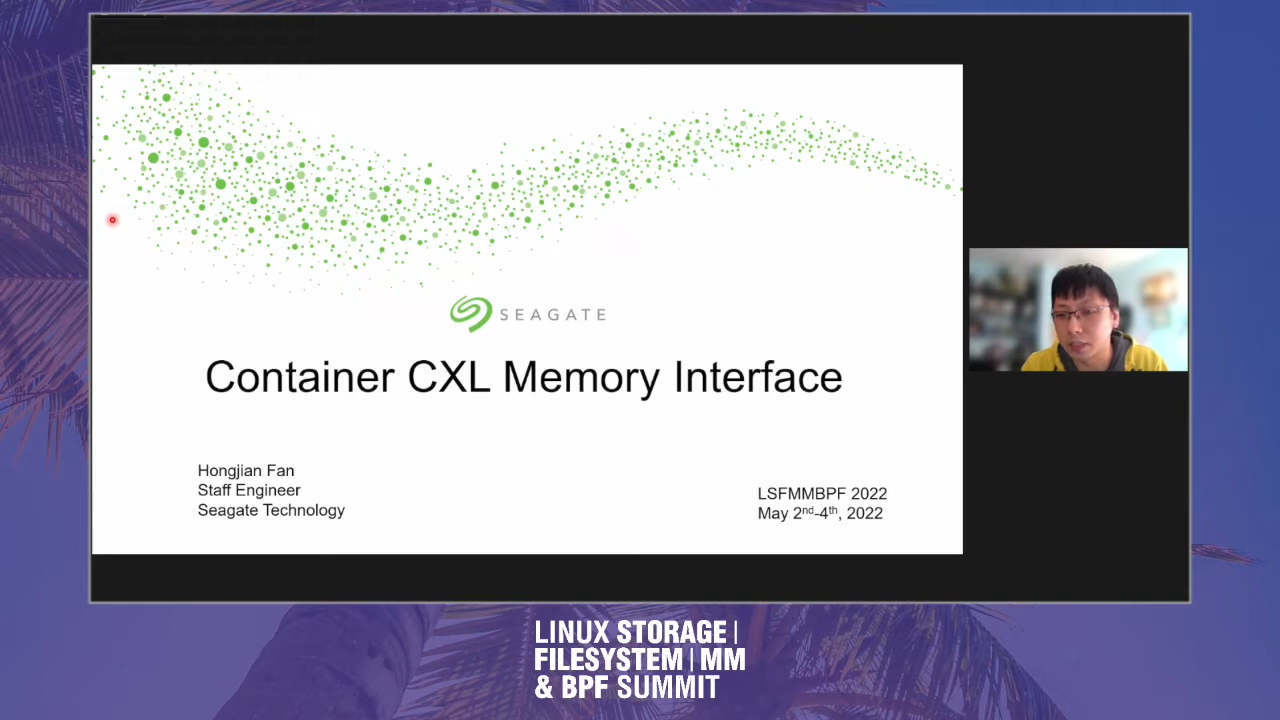 SEAGATE
Container CXL Memory Interface
Hongjian Fan
Staff Engineer
Seagate Technology
LSFMMBPF 2022
May 2nd-4th, 2022
LINUX STORAGE |
FILESYSTEM | MM
& BPF SUMMIT